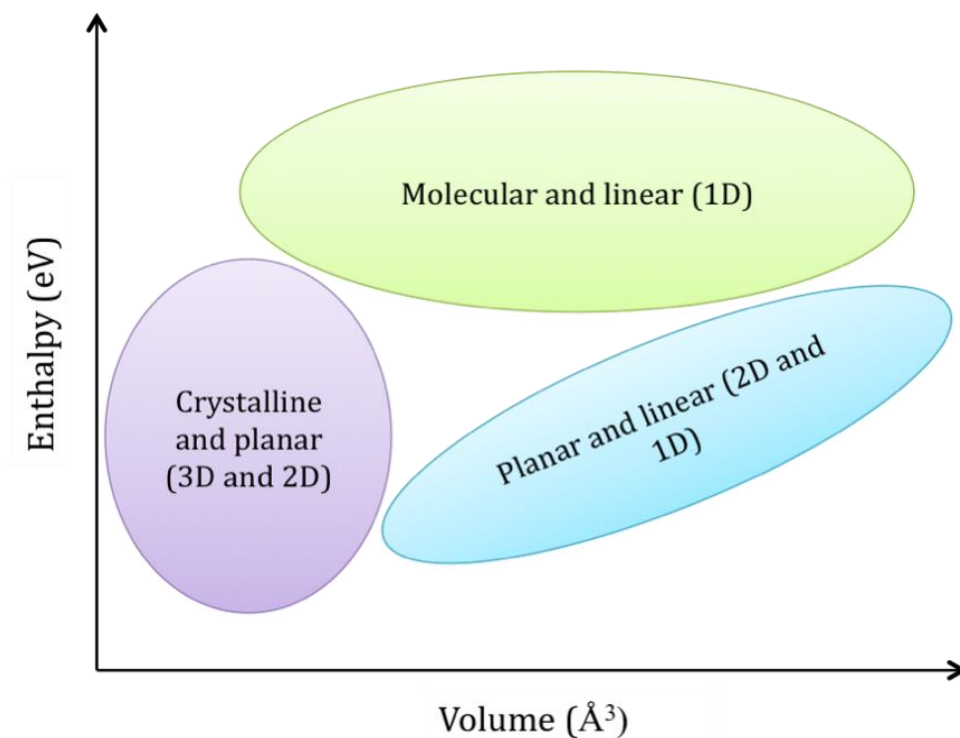 Enthalpy (eV)
Molecular and linear (1D)
Crystalline
and planar
(3D and 2D)
Planar and linear (2D and
1D)
Volume (Å³)